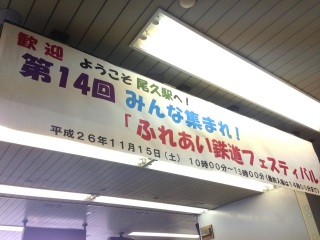 歓迎
ようこそ 尾久駅へ!
第14回 みんな集まれ!
「ふれあい鉄道フェスティバル
平成26年11月15日(土) 10時00分~15時00分